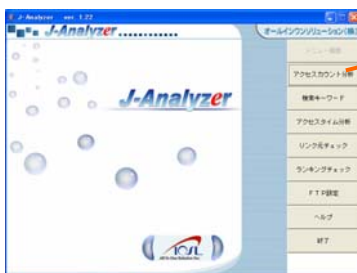 J-Analyzer ver 1.22
J-Analyzer............
オールインワンソリューション(株
アクセスカウント分析
検索キーワード
アクセスタイム分析
リンク元チェック
ランキングチェック
FTP設定
ヘルプ
終了
J-Analyzer